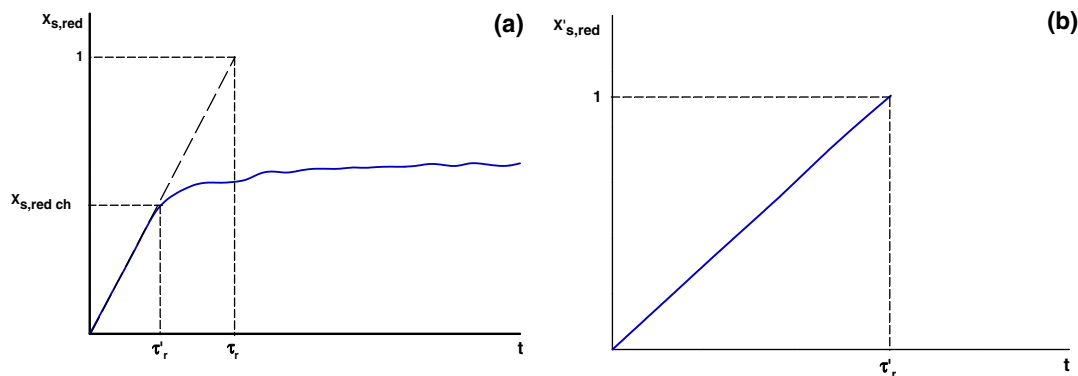 X_s,red
(a)
1
X_s,red ch
τ'_r
τ_r
t
X'_s,red
(b)
1
τ'_r
t